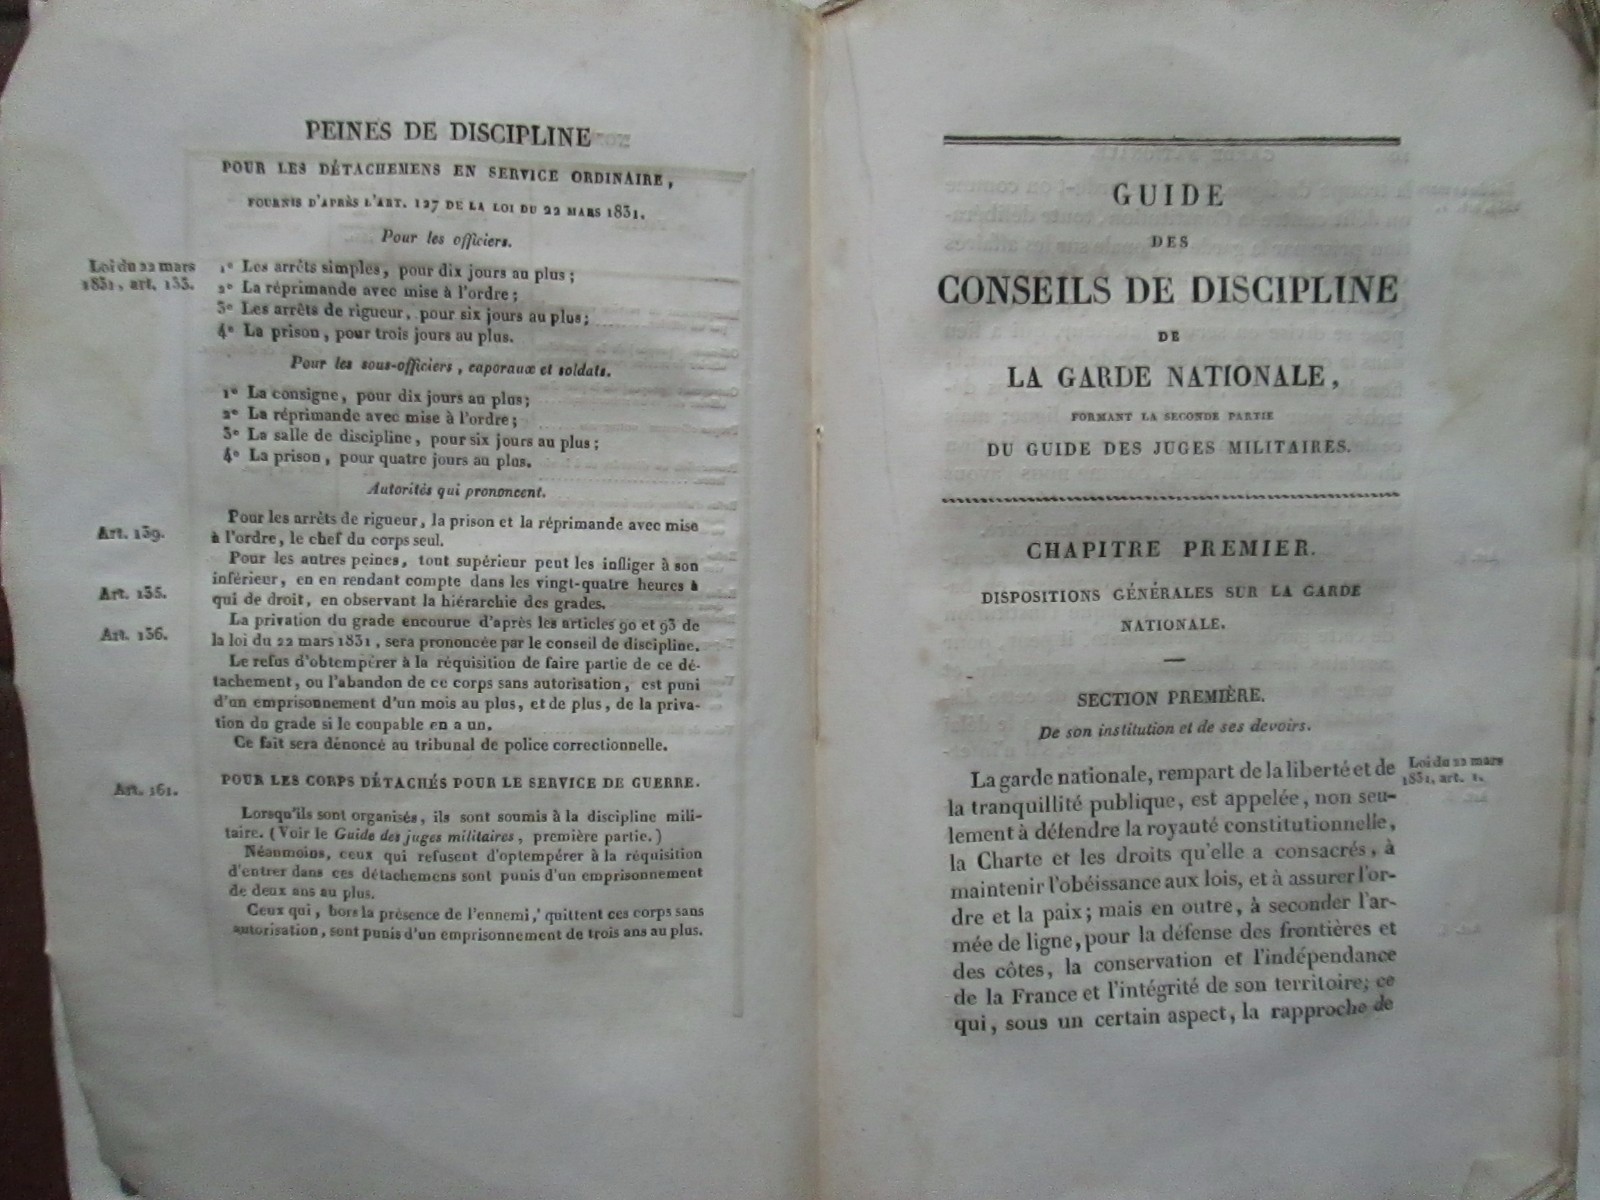 PEINES DE DISCIPLINE
POUR LES DÉTACHEMENS EN SERVICE ORDINAIRE,
FOURNIS D'APRÈS L'ART. 127 DE LA LOI DU 22 MARS 1831.
Pour les officiers.
Loi du 22 mars
1831, art. 133.
1° Les arrêts simples, pour dix jours au plus;
2° La réprimande avec mise à l'ordre;
3° Les arrêts de rigueur, pour six jours au plus;
4° La prison, pour trois jours au plus.
Pour les sous-officiers, caporaux et soldats.
1° La consigne, pour dix jours au plus;
2° La réprimande avec mise à l'ordre;
3° La salle de discipline, pour six jours au plus;
4° La prison, pour quatre jours au plus.
Autorités qui prononcent.
Pour les arrêts de rigueur, la prison et la réprimande avec mise
Art. 139.
à l'ordre, le chef du corps seul.
Pour les autres peines, tout supérieur peut les infliger à son
inférieur, en en rendant compte dans les vingt-quatre heures à
Art. 135.
qui de droit, en observant la hiérarchie des grades.
La privation du grade encourue d'après les articles 90 et 93 de
Art. 136.
la loi du 22 mars 1831, sera prononcée par le conseil de discipline.
Le refus d'obtempérer à la réquisition de faire partie de ce dé-
tachement, ou l'abandon de ce corps sans autorisation, est puni
d'un emprisonnement d'un mois au plus, et de plus, de la priva-
tion du grade si le coupable en a un.
Ce fait sera dénoncé au tribunal de police correctionnelle.
POUR LES CORPS DÉTACHÉS POUR LE SERVICE DE GUERRE.
Art. 161.
Lorsqu'ils sont organisés, ils sont soumis à la discipline mili-
taire. (Voir le Guide des juges militaires, première partie.)
Néanmoins, ceux qui refusent d'optempérer à la réquisition
d'entrer dans ces détachemens sont punis d'un emprisonnement
de deux ans au plus.
Ceux qui, hors la présence de l'ennemi, quittent ces corps sans
autorisation, sont punis d'un emprisonnement de trois ans au plus.
GUIDE
DES
CONSEILS DE DISCIPLINE
DE
LA GARDE NATIONALE,
FORMANT LA SECONDE PARTIE
DU GUIDE DES JUGES MILITAIRES.
CHAPITRE PREMIER.
DISPOSITIONS GÉNÉRALES SUR LA GARDE
NATIONALE.
SECTION PREMIÈRE.
De son institution et de ses devoirs.
La garde nationale, rempart de la liberté et de
Loi du 22 mars
1831, art. 1.
la tranquillité publique, est appelée, non seu-
lement à défendre la royauté constitutionnelle,
la Charte et les droits qu'elle a consacrés, à
maintenir l'obéissance aux lois, et à assurer l'or-
dre et la paix; mais en outre, à seconder l'ar-
mée de ligne, pour la défense des frontières et
des côtes, la conservation et l'indépendance
de la France et l'intégrité de son territoire; ce
qui, sous un certain aspect, la rapproche de